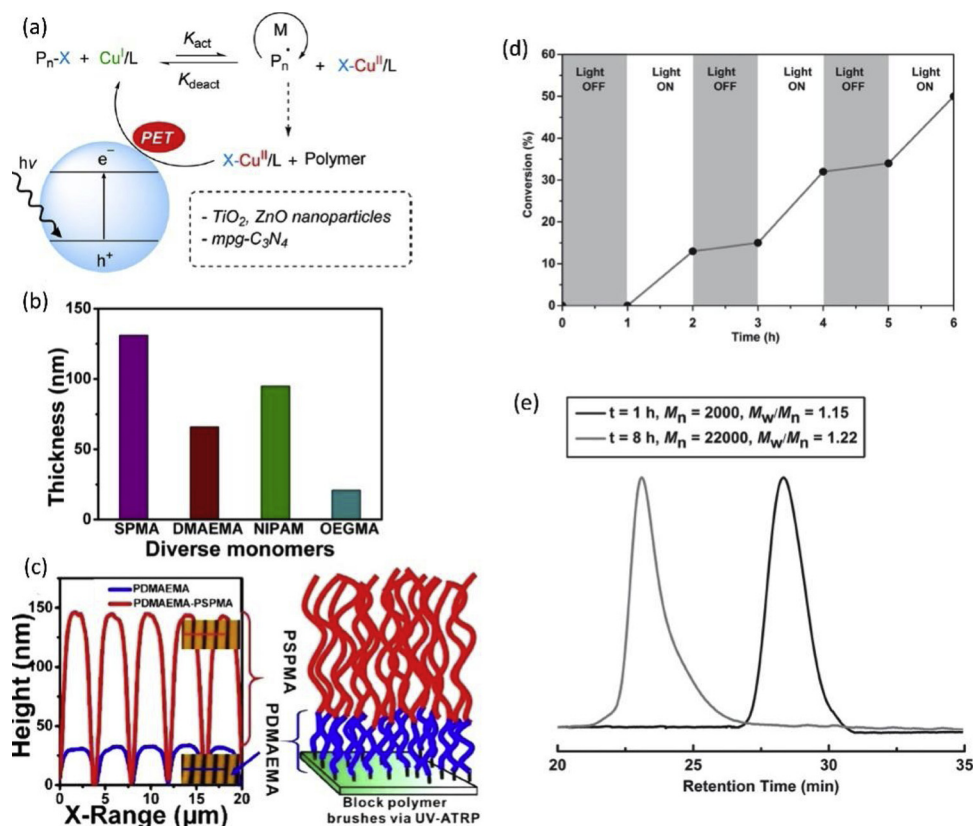 (a)
M
Pn-X + CuI/L
Kact
Kdeact
Pn• + X-CuII/L
PET
X-CuII/L + Polymer
hν
e−
h+
- TiO2, ZnO nanoparticles
- mpg-C3N4
(b)
150
100
50
0
Thickness (nm)
SPMA DMAEMA NIPAM OEGMA
Diverse monomers
(c)
PDMAEMA
PDMAEMA-PSPMA
150
100
50
0
Height (nm)
0 5 10 15 20
X-Range (µm)
PSPMA
PDMAEMA
Block polymer
brushes via UV-ATRP
(d)
60
50
40
30
20
10
0
Conversion (%)
Light OFF
Light ON
Light OFF
Light ON
Light OFF
Light ON
0 1 2 3 4 5 6
Time (h)
(e)
t = 1 h, Mn = 2000, Mw/Mn = 1.15
t = 8 h, Mn = 22000, Mw/Mn = 1.22
20 25 30 35
Retention Time (min)